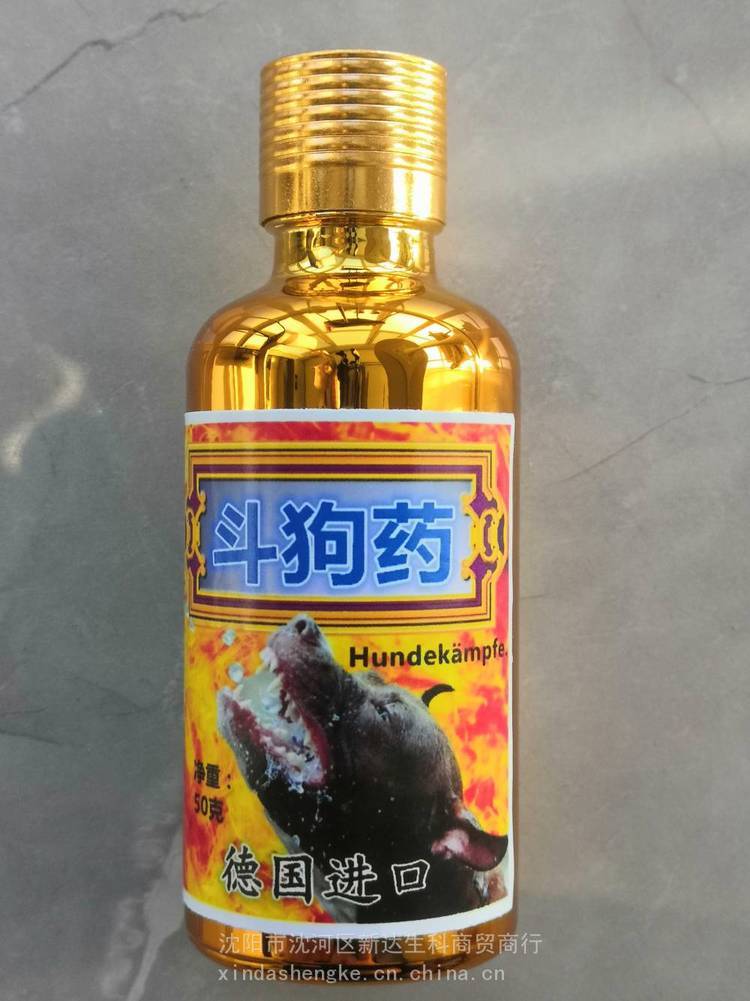 斗狗药
Hundekämpfe.
净重：
50克
德国进口
沈阳市沈河区新达生科商贸商行
xindashengke.cn.china.cn